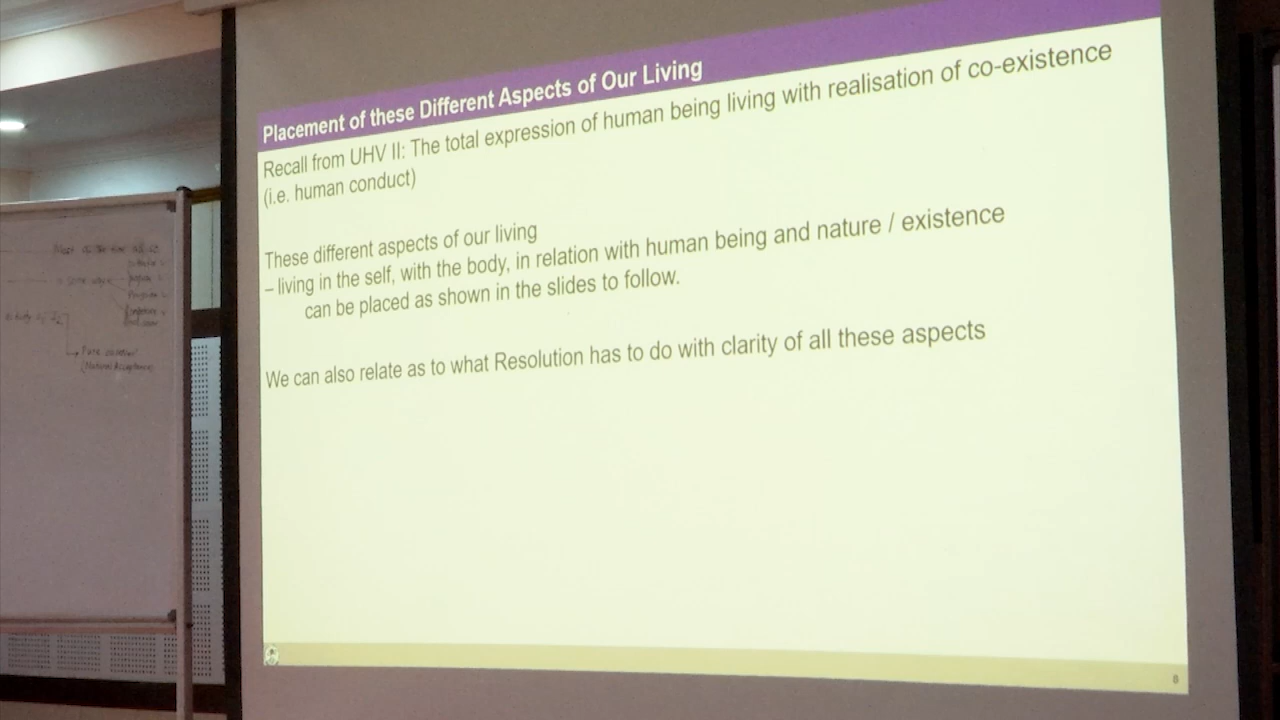 Placement of these Different Aspects of Our Living
Recall from UHV II: The total expression of human being living with realisation of co-existence
(i.e. human conduct)
These different aspects of our living
– living in the self, with the body, in relation with human being and nature / existence
can be placed as shown in the slides to follow.
We can also relate as to what Resolution has to do with clarity of all these aspects
8
(Natural Acceptance)